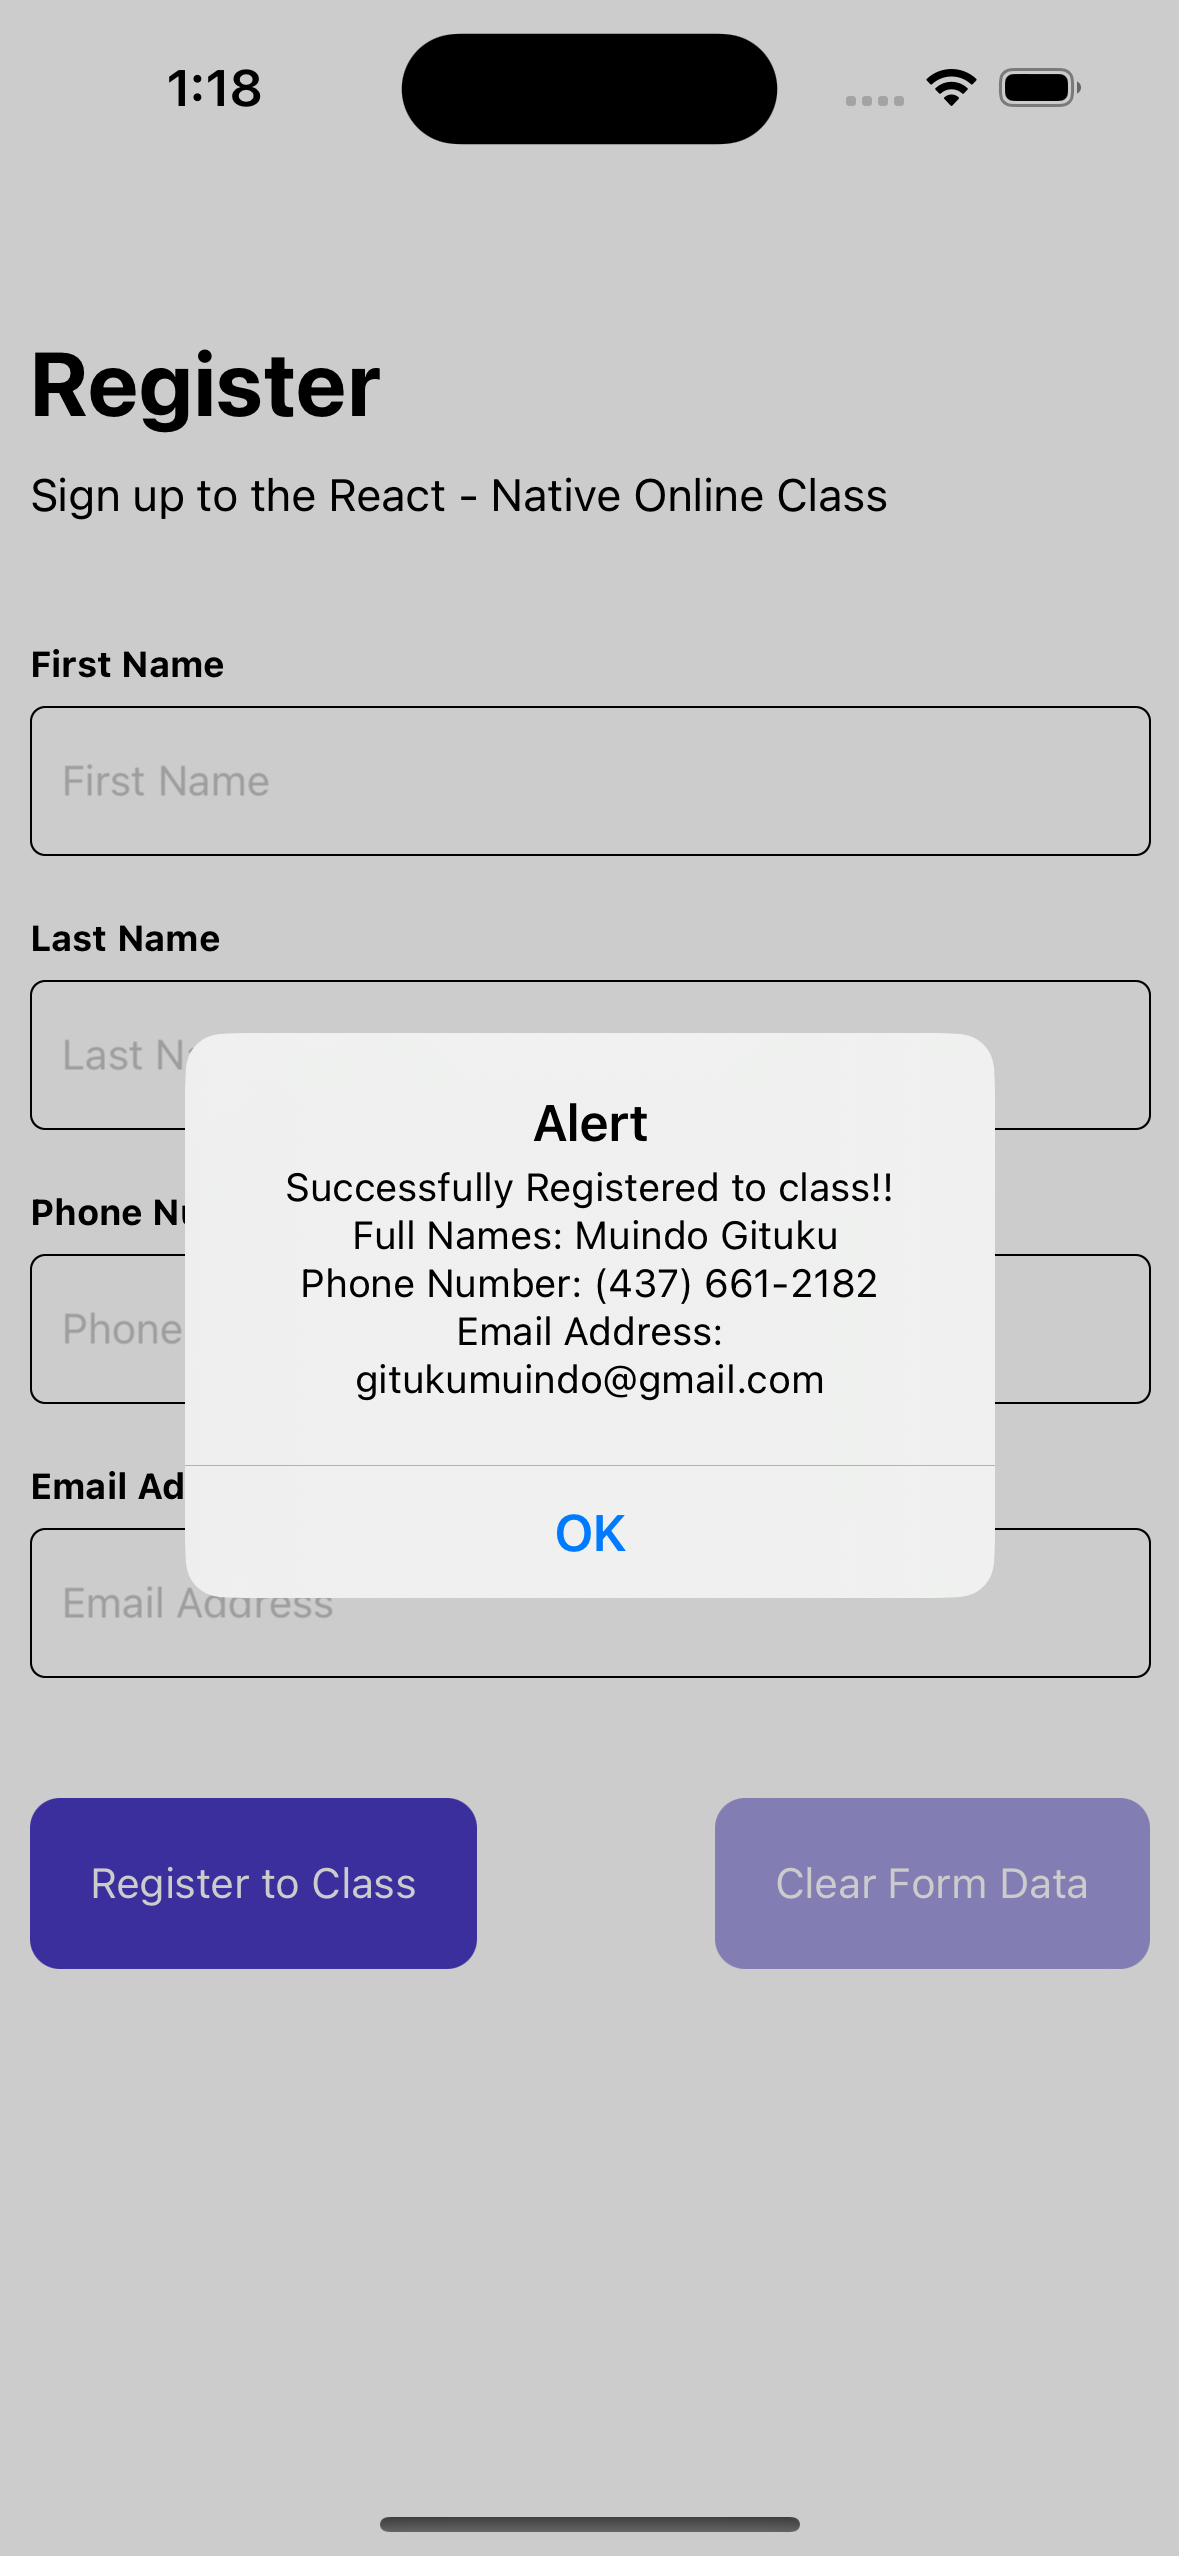 1:18
Register
Sign up to the React - Native Online Class
First Name
First Name
Last Name
Last
Alert
Successfully Registered to class!!
Full Names: Muindo Gituku
Phone Number: (437) 661-2182
Email Address:
gitukumuindo@gmail.com
OK
Phone
Phone
Email
Email Address
Register to Class
Clear Form Data